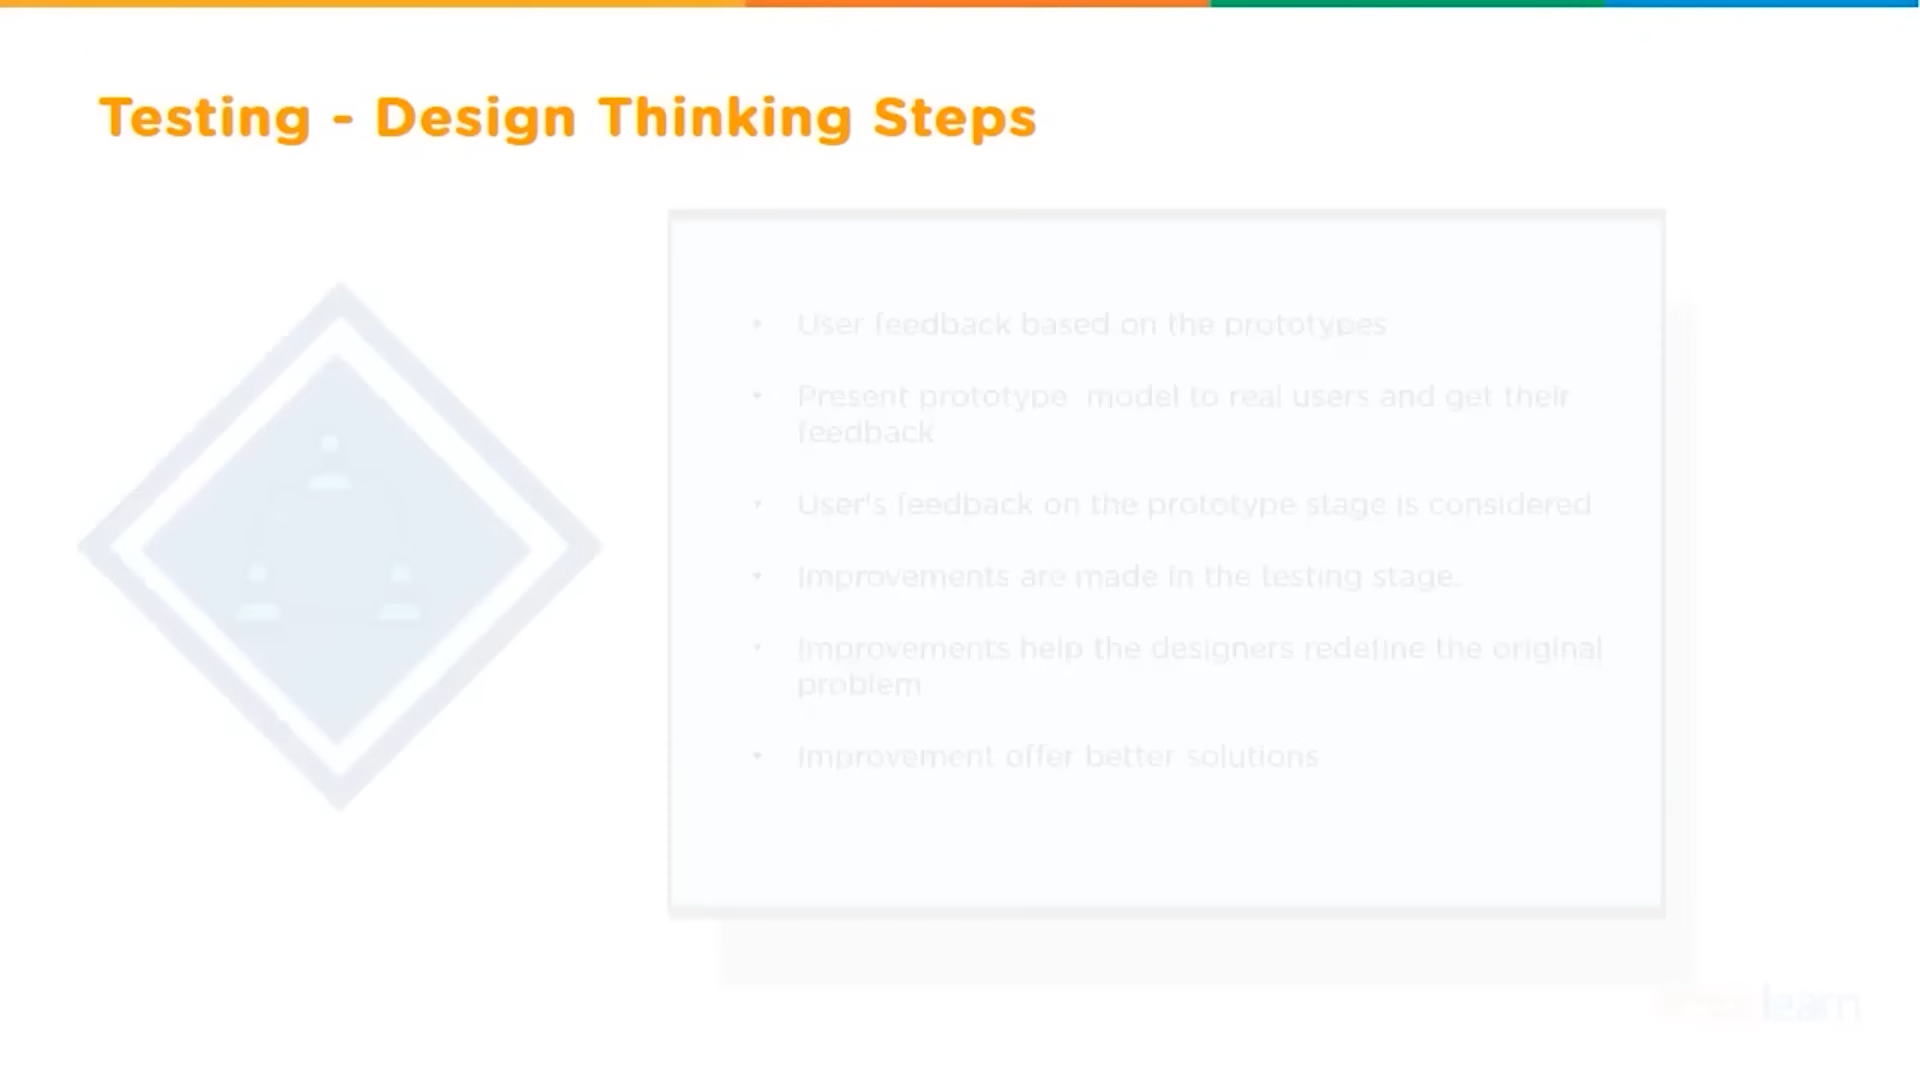 Testing - Design Thinking Steps
• User feedback based on the prototypes
• Present prototype model to real users and get their
feedback
• User's feedback on the prototype stage is considered
• Improvements are made in the testing stage.
• Improvements help the designers redefine the original
problem
• Improvement offer better solutions
learn